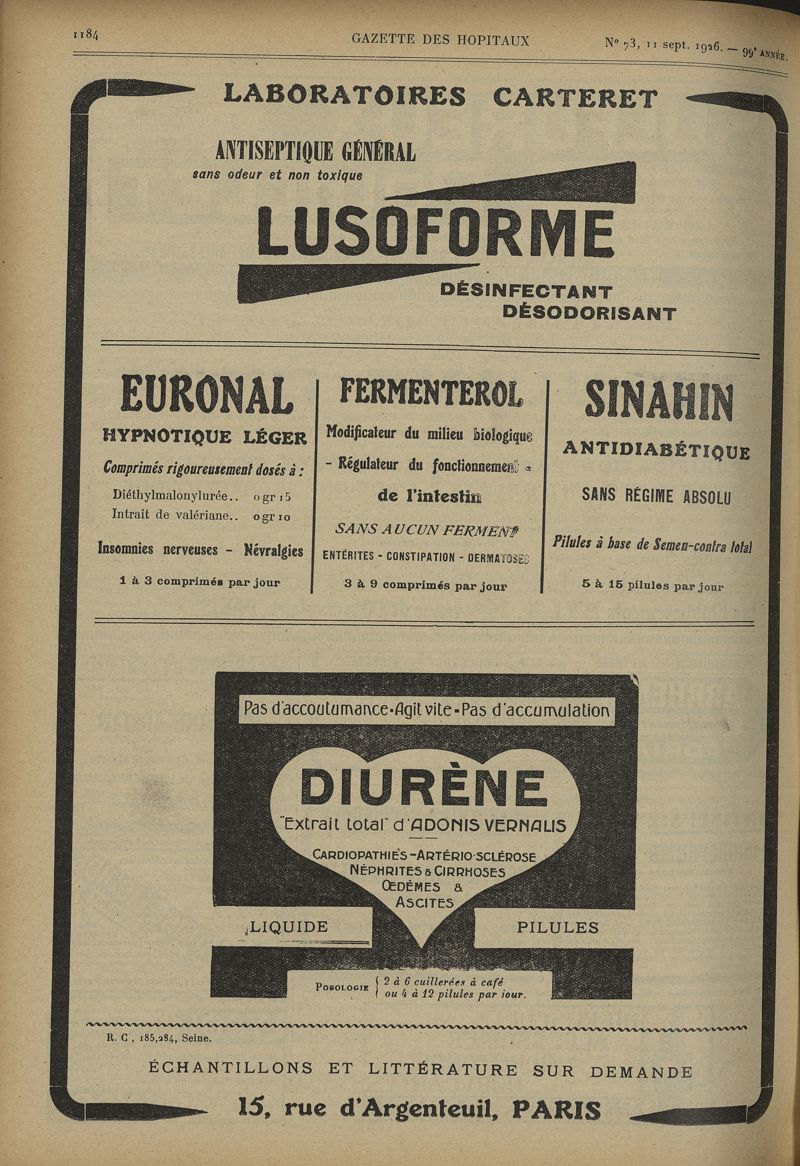 1184
GAZETTE DES HOPITAUX
N° 73, 11 sept. 1926. — 99e ANNÉE.
LABORATOIRES CARTERET
ANTISEPTIQUE GÉNÉRAL
sans odeur et non toxique
LUSOFORME
DÉSINFECTANT
DÉSODORISANT
EURONAL
HYPNOTIQUE LÉGER
Comprimés rigoureusement dosés à :
Diéthylmalonylurée.. 0 gr 15
Intrait de valériane.. 0 gr 10
Insomnies nerveuses - Névralgies
1 à 3 comprimés par jour
FERMENTEROL
Modificateur du milieu biologique
- Régulateur du fonctionnement -
de l'intestin
SANS AUCUN FERMENT
ENTÉRITES - CONSTIPATION - DERMATOSES
3 à 9 comprimés par jour
SINAHIN
ANTIDIABÉTIQUE
SANS RÉGIME ABSOLU
Pilules à base de Semen-contra total
5 à 15 pilules par jour
Pas d'accoutumance - Agit vite - Pas d'accumulation
DIURÈNE
"Extrait total" d'ADONIS VERNALIS
CARDIOPATHIES - ARTÉRIO-SCLÉROSE
NÉPHRITES & CIRRHOSES
ŒDÈMES &
ASCITES
LIQUIDE
PILULES
POSOLOGIE { 2 à 6 cuillerées à café
ou 4 à 12 pilules par jour.
R. C , 185,284, Seine.
ÉCHANTILLONS ET LITTÉRATURE SUR DEMANDE
15, rue d'Argenteuil, PARIS